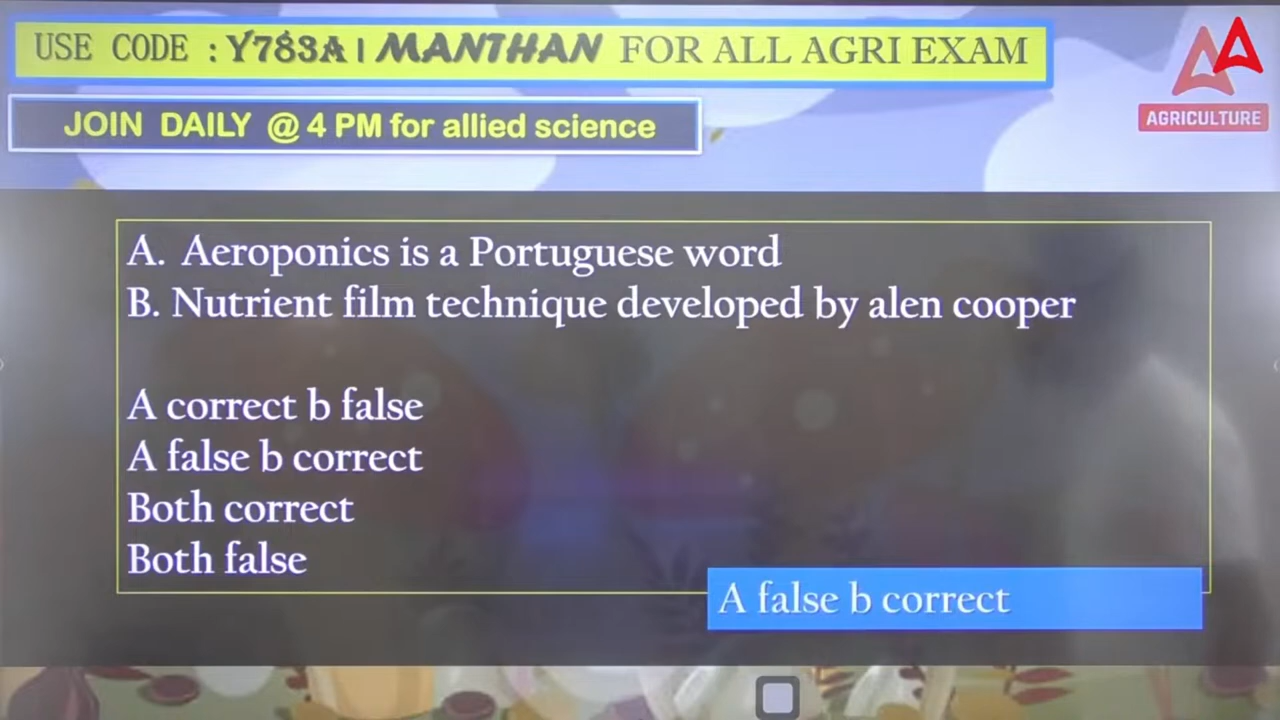 USE CODE : Y783A | MANTHAN FOR ALL AGRI EXAM
JOIN DAILY @ 4 PM for allied science
AGRICULTURE
A. Aeroponics is a Portuguese word
B. Nutrient film technique developed by alen cooper
A correct b false
A false b correct
Both correct
Both false
A false b correct